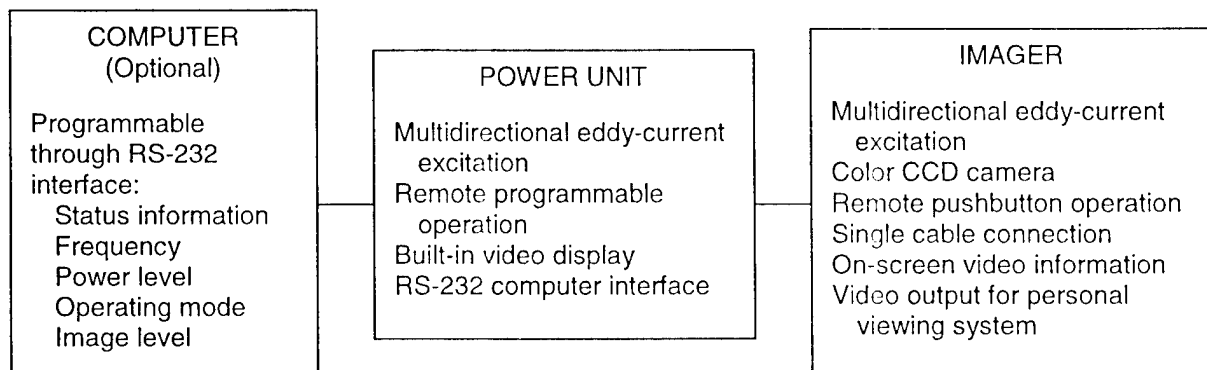 COMPUTER
(Optional)
Programmable
through RS-232
interface:
Status information
Frequency
Power level
Operating mode
Image level
POWER UNIT
Multidirectional eddy-current
excitation
Remote programmable
operation
Built-in video display
RS-232 computer interface
IMAGER
Multidirectional eddy-current
excitation
Color CCD camera
Remote pushbutton operation
Single cable connection
On-screen video information
Video output for personal
viewing system